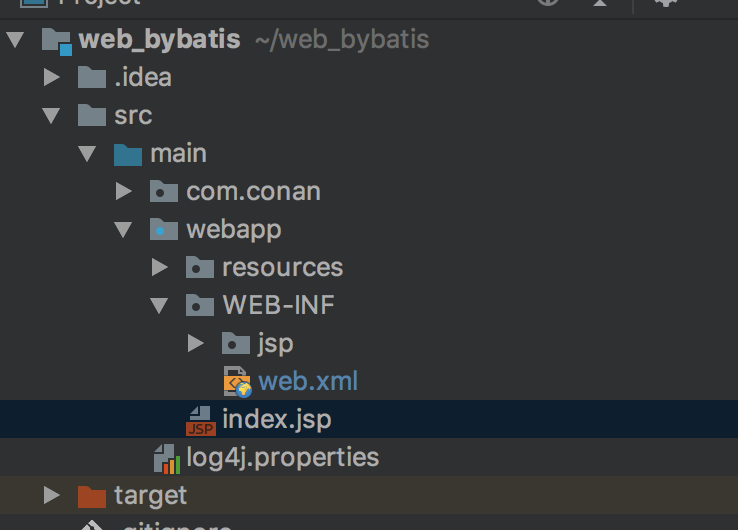 Project
web_bybatis ~/web_bybatis
.idea
src
main
com.conan
webapp
resources
WEB-INF
jsp
web.xml
JSP index.jsp
log4j.properties
target
.gitignore